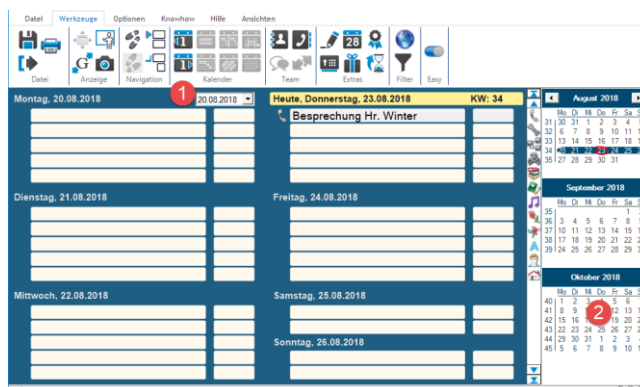 Datei Werkzeuge Optionen Knowhow Hilfe Ansichten
G 1 28
1
Datei Anzeige Navigation Kalender Team Extras Filter Easy
1
Montag, 20.08.2018 20.08.2018 Heute, Donnerstag, 23.08.2018 KW: 34
Besprechung Hr. Winter
Dienstag, 21.08.2018 Freitag, 24.08.2018
Mittwoch, 22.08.2018 Samstag, 25.08.2018
Sonntag, 26.08.2018
August 2018
Mo Di Mi Do Fr Sa
31 30 31 1 2 3 4
32 6 7 8 9 10 11
33 13 14 15 16 17 18
34 20 21 22 23 24 25
35 27 28 29 30 31
September 2018
Mo Di Mi Do Fr Sa
35 1
36 3 4 5 6 7 8
37 10 11 12 13 14 15
38 17 18 19 20 21 22
39 24 25 26 27 28 29
Oktober 2018
Mo Di Mi Do Fr Sa
40 1 2 3 4 5 6
41 8 9 12 13
42 15 16 19 20
43 22 23 24 25 26 27
44 29 30 31 1 2 3
45 5 6 7 8 9 10
2